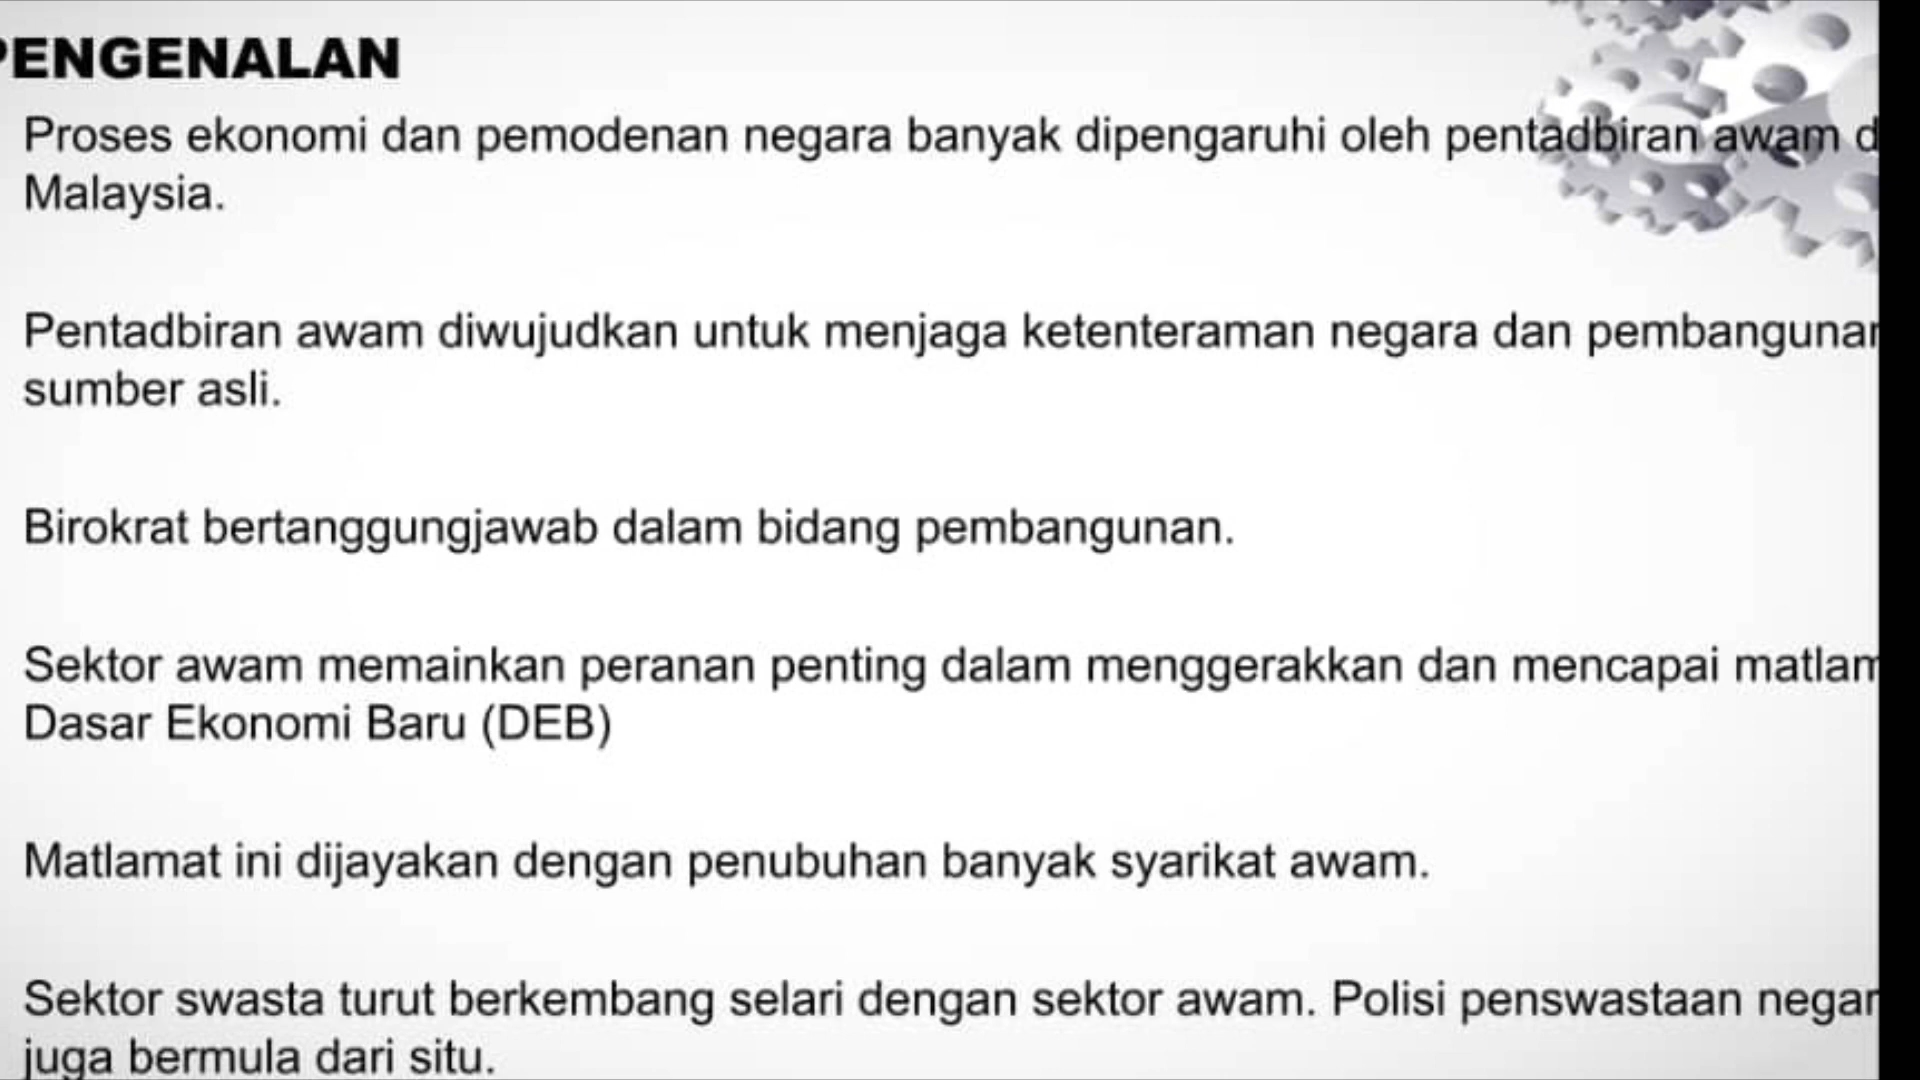 PENGENALAN
Proses ekonomi dan pemodenan negara banyak dipengaruhi oleh pentadbiran awam d
Malaysia.
Pentadbiran awam diwujudkan untuk menjaga ketenteraman negara dan pembangunan
sumber asli.
Birokrat bertanggungjawab dalam bidang pembangunan.
Sektor awam memainkan peranan penting dalam menggerakkan dan mencapai matlam
Dasar Ekonomi Baru (DEB)
Matlamat ini dijayakan dengan penubuhan banyak syarikat awam.
Sektor swasta turut berkembang selari dengan sektor awam. Polisi penswastaan negar
juga bermula dari situ.